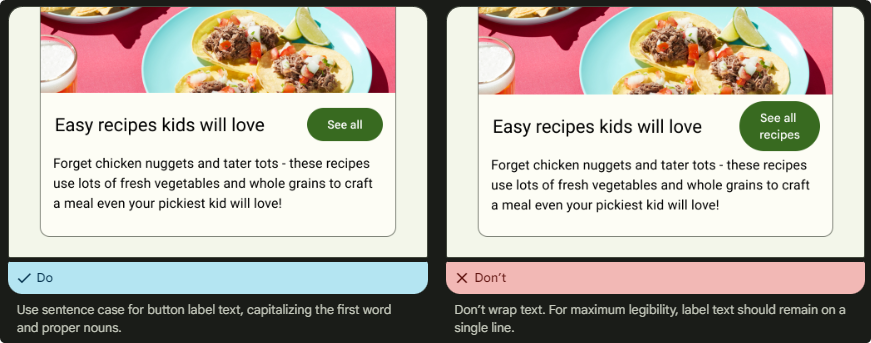 Easy recipes kids will love
See all
Forget chicken nuggets and tater tots - these recipes
use lots of fresh vegetables and whole grains to craft
a meal even your pickiest kid will love!
Do
Use sentence case for button label text, capitalizing the first word
and proper nouns.
Easy recipes kids will love
See all
recipes
Forget chicken nuggets and tater tots - these recipes
use lots of fresh vegetables and whole grains to craft
a meal even your pickiest kid will love!
Don’t
Don’t wrap text. For maximum legibility, label text should remain on a
single line.